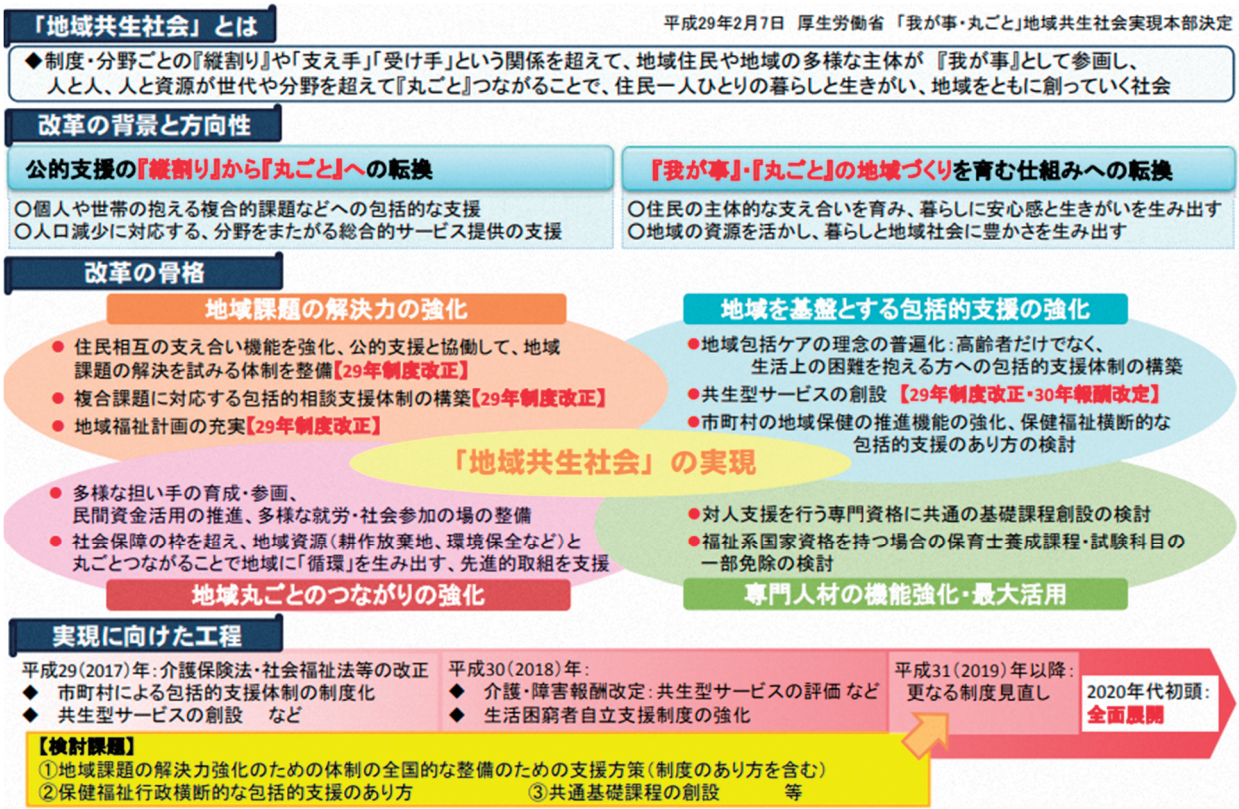 「地域共生社会」とは
平成29年2月7日 厚生労働省 「我が事・丸ごと」地域共生社会実現本部決定
◆制度・分野ごとの『縦割り』や「支え手」「受け手」という関係を超えて、地域住民や地域の多様な主体が 『我が事』として参画し、
人と人、人と資源が世代や分野を超えて『丸ごと』つながることで、住民一人ひとりの暮らしと生きがい、地域をともに創っていく社会
改革の背景と方向性
公的支援の『縦割り』から『丸ごと』への転換
○個人や世帯の抱える複合的課題などへの包括的な支援
○人口減少に対応する、分野をまたがる総合的サービス提供の支援
『我が事』・『丸ごと』の地域づくりを育む仕組みへの転換
○住民の主体的な支え合いを育み、暮らしに安心感と生きがいを生み出す
○地域の資源を活かし、暮らしと地域社会に豊かさを生み出す
改革の骨格
地域課題の解決力の強化
● 住民相互の支え合い機能を強化、公的支援と協働して、地域
課題の解決を試みる体制を整備【29年制度改正】
● 複合課題に対応する包括的相談支援体制の構築【29年制度改正】
● 地域福祉計画の充実【29年制度改正】
地域を基盤とする包括的支援の強化
●地域包括ケアの理念の普遍化:高齢者だけでなく、
生活上の困難を抱える方への包括的支援体制の構築
●共生型サービスの創設 【29年制度改正・30年報酬改定】
●市町村の地域保健の推進機能の強化、保健福祉横断的な
包括的支援のあり方の検討
「地域共生社会」の実現
● 多様な担い手の育成・参画、
民間資金活用の推進、多様な就労・社会参加の場の整備
● 社会保障の枠を超え、地域資源(耕作放棄地、環境保全など)と
丸ごとつながることで地域に「循環」を生み出す、先進的取組を支援
地域丸ごとのつながりの強化
●対人支援を行う専門資格に共通の基礎課程創設の検討
●福祉系国家資格を持つ場合の保育士養成課程・試験科目の
一部免除の検討
専門人材の機能強化・最大活用
実現に向けた工程
平成29(2017)年:介護保険法・社会福祉法等の改正
◆ 市町村による包括的支援体制の制度化
◆ 共生型サービスの創設 など
平成30(2018)年:
◆ 介護・障害報酬改定:共生型サービスの評価 など
◆ 生活困窮者自立支援制度の強化
平成31(2019)年以降:
更なる制度見直し
2020年代初頭:
全面展開
【検討課題】
①地域課題の解決力強化のための体制の全国的な整備のための支援方策(制度のあり方を含む)
②保健福祉行政横断的な包括的支援のあり方 ③共通基礎課程の創設 等